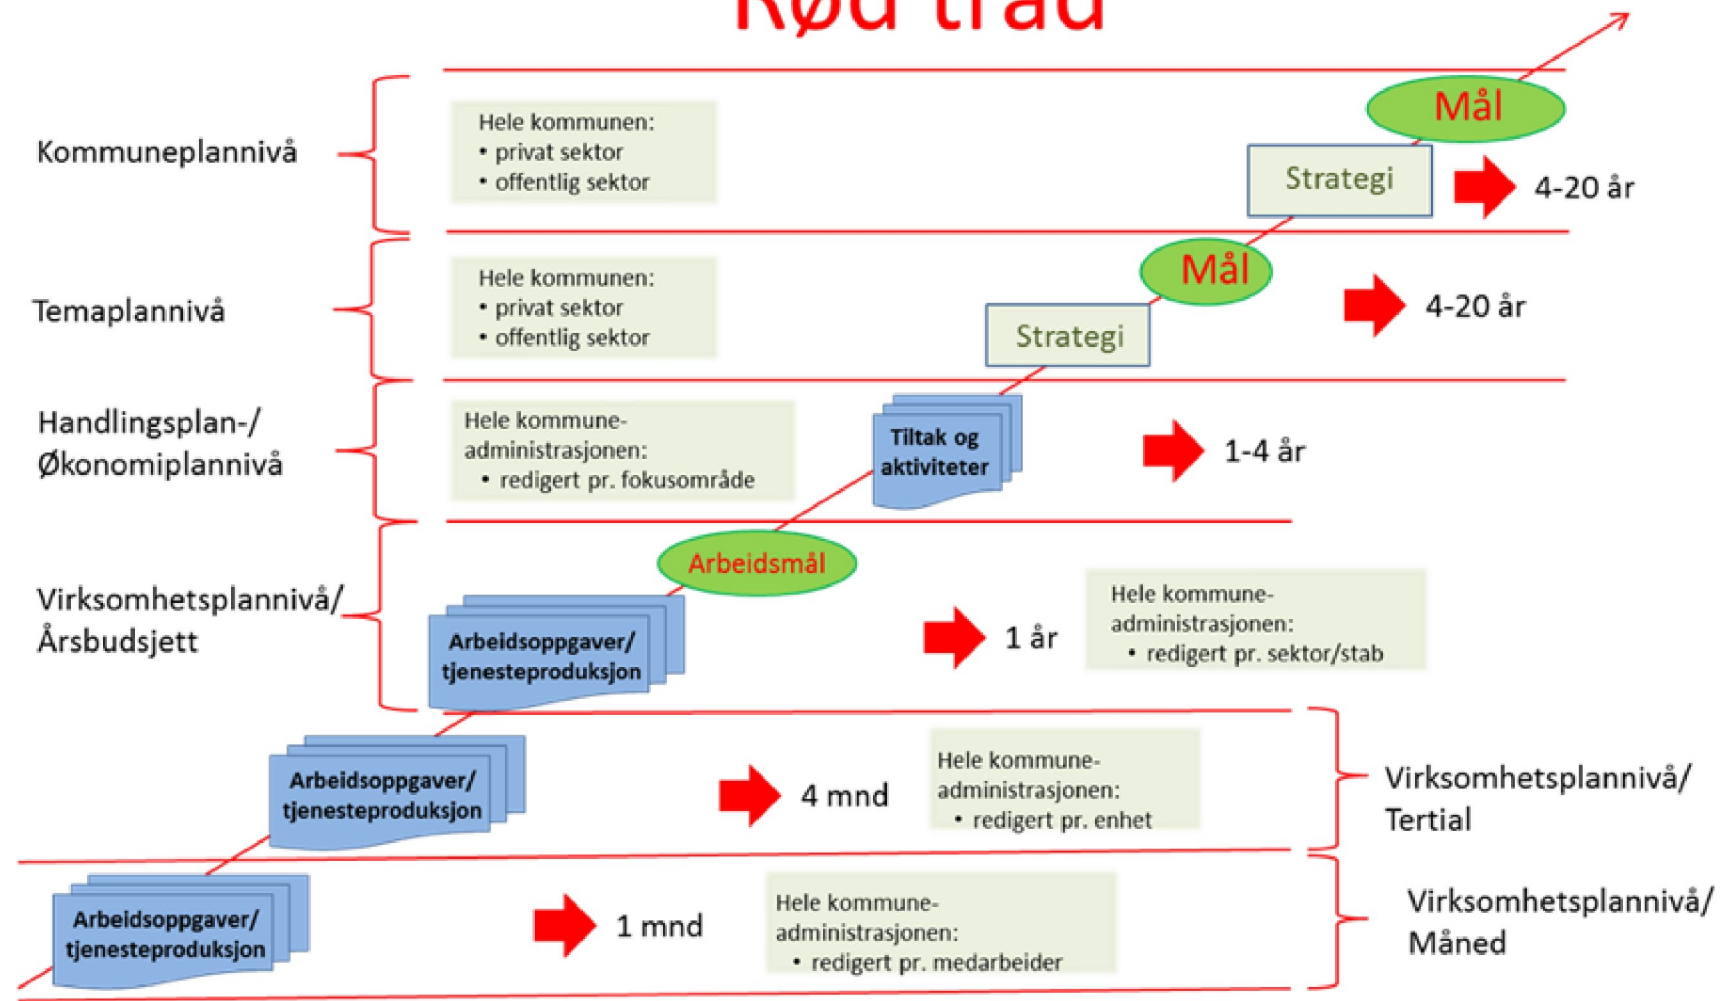 Rød tråd
Kommuneplannivå
Hele kommunen:
• privat sektor
• offentlig sektor
Mål
Strategi
4-20 år
Temaplannivå
Hele kommunen:
• privat sektor
• offentlig sektor
Mål
Strategi
4-20 år
Handlingsplan-/
Økonomiplannivå
Hele kommune-
administrasjonen:
• redigert pr. fokusområde
Tiltak og
aktiviteter
1-4 år
Virksomhetsplannivå/
Årsbudsjett
Arbeidsmål
Arbeidsoppgaver/
tjenesteproduksjon
1 år
Hele kommune-
administrasjonen:
• redigert pr. sektor/stab
Arbeidsoppgaver/
tjenesteproduksjon
4 mnd
Hele kommune-
administrasjonen:
• redigert pr. enhet
Virksomhetsplannivå/
Tertial
Arbeidsoppgaver/
tjenesteproduksjon
1 mnd
Hele kommune-
administrasjonen:
• redigert pr. medarbeider
Virksomhetsplannivå/
Måned